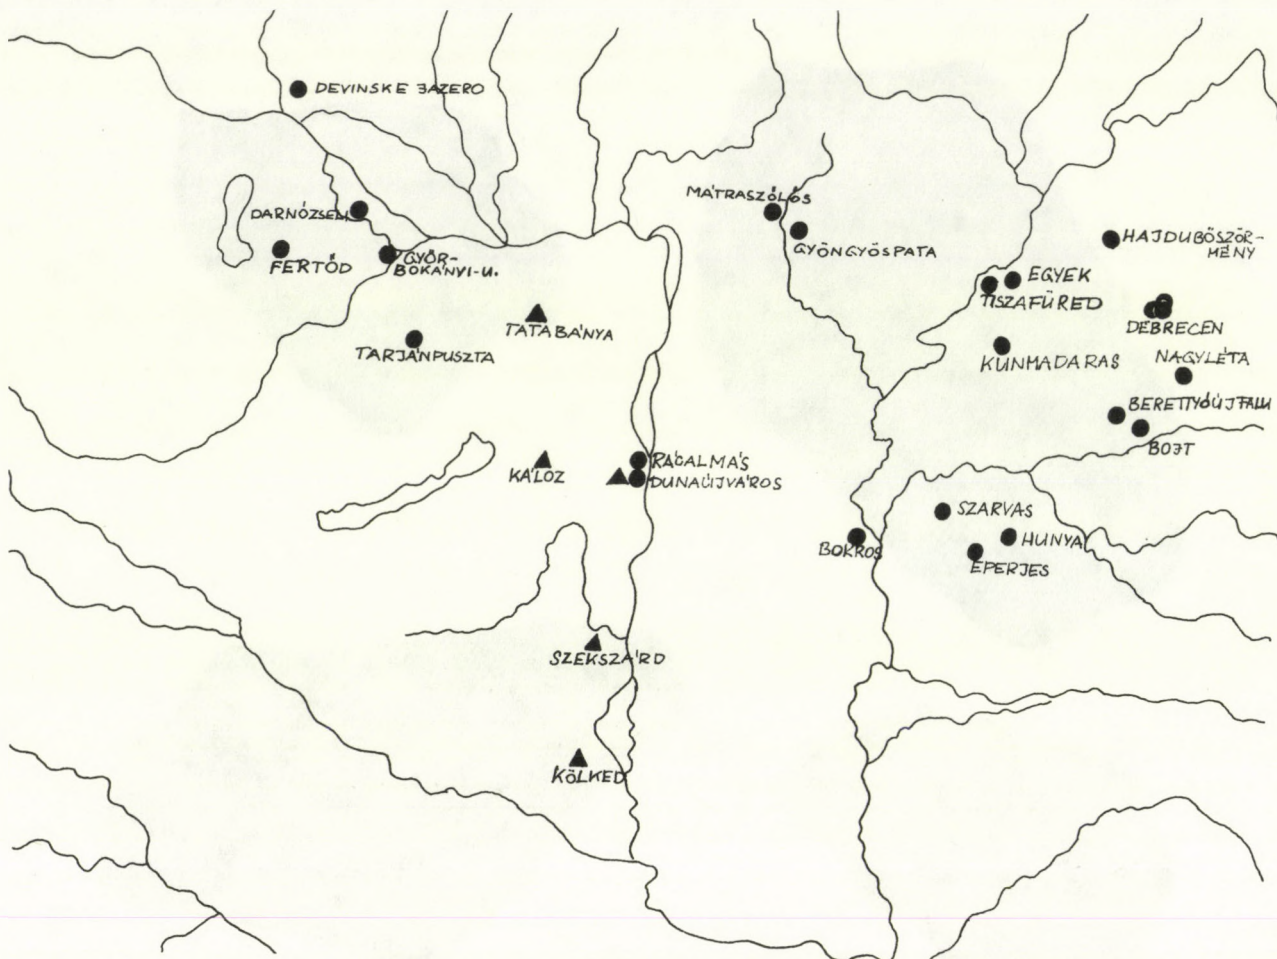 DEVINSKE JAZERO
DARNÓZSELI
FERTŐD
GYŐR-
BOKÁNYI-U.
TARJÁNPUSZTA
TATABÁNYA
MÁTRASZŐLŐS
GYÖNGYÖSPATA
HAJDUBÖSZÖR-
MÉNY
EGYEK
TISZAFÜRED
DEBRECEN
KUNMADARAS
NAGYLÉTA
BERETTYÓÚJFALU
BOJT
KÁLOZ
RÁCALMÁS
DUNAÚJVÁROS
SZARVAS
HUNYA
EPERJES
BOKROS
SZEKSZÁRD
KÖLKED